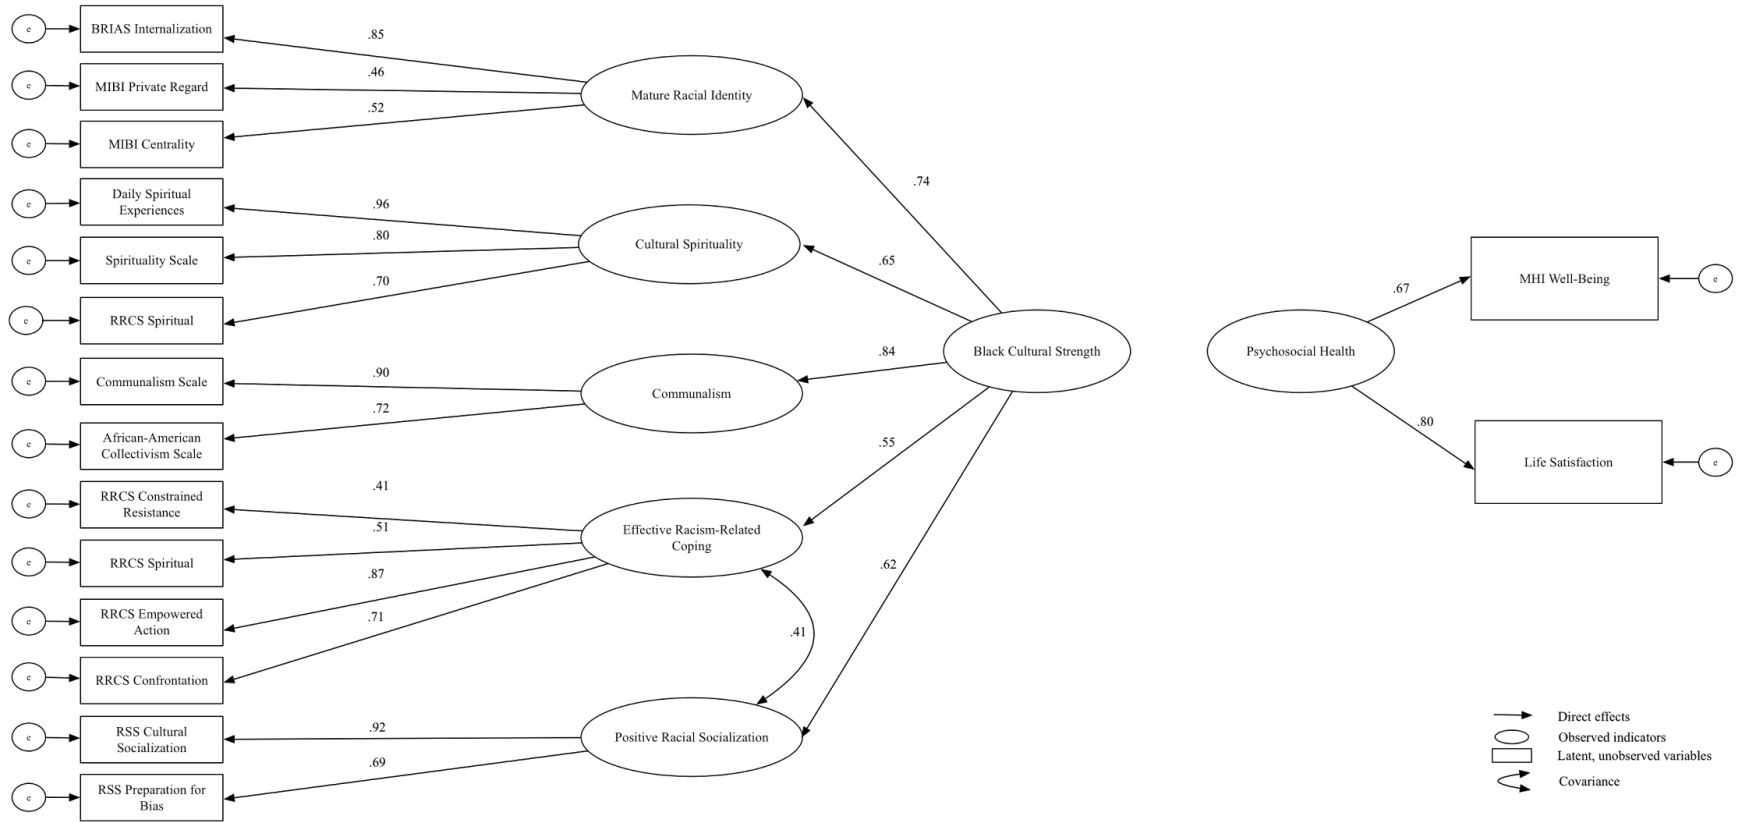 e
BRIAS Internalization
.85
e
MIBI Private Regard
.46
Mature Racial Identity
.52
e
MIBI Centrality
.74
e
Daily Spiritual
Experiences
.96
e
Spirituality Scale
.80
Cultural Spirituality
.65
.70
e
RRCS Spiritual
e
Communalism Scale
.90
Communalism
.84
.72
e
African-American
Collectivism Scale
Black Cultural Strength
e
RRCS Constrained
Resistance
.41
.51
Effective Racism-Related
Coping
.55
e
RRCS Spiritual
.87
e
RRCS Empowered
Action
.71
.62
.41
e
RRCS Confrontation
e
RSS Cultural
Socialization
.92
Positive Racial Socialization
.69
e
RSS Preparation for
Bias
Psychosocial Health
.67
MHI Well-Being
e
.80
Life Satisfaction
e
Direct effects
Observed indicators
Latent, unobserved variables
Covariance